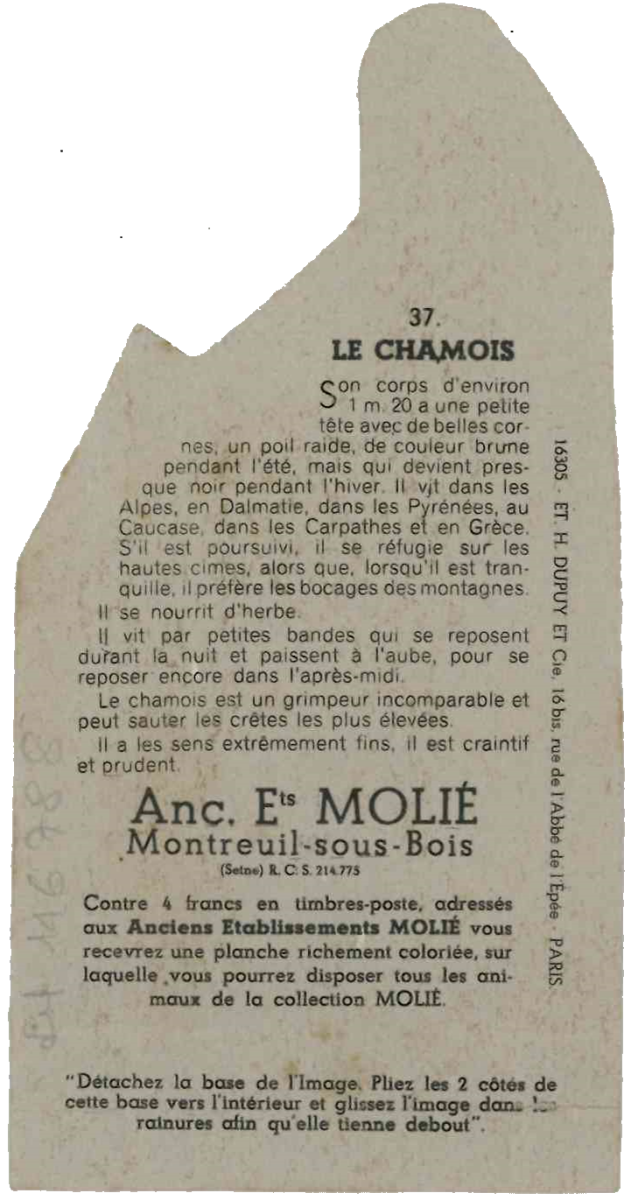 37.
LE CHAMOIS
Son corps d'environ
1 m. 20 a une petite
tête avec de belles cor-
nes, un poil raide, de couleur brune
pendant l'été, mais qui devient pres-
que noir pendant l'hiver. Il vit dans les
Alpes, en Dalmatie, dans les Pyrénées, au
Caucase, dans les Carpathes et en Grèce.
S'il est poursuivi, il se réfugie sur les
hautes cimes, alors que, lorsqu'il est tran-
quille, il préfère les bocages des montagnes.
Il se nourrit d'herbe.
Il vit par petites bandes qui se reposent
durant la nuit et paissent à l'aube, pour se
reposer encore dans l'après-midi.
Le chamois est un grimpeur incomparable et
peut sauter les crêtes les plus élevées.
Il a les sens extrêmement fins, il est craintif
et prudent.
Anc. Ets MOLIÉ
Montreuil-sous-Bois
(Seine) R. C. S. 214.775
Contre 4 francs en timbres-poste, adressés
aux Anciens Etablissements MOLIÉ vous
recevrez une planche richement coloriée, sur
laquelle vous pourrez disposer tous les ani-
maux de la collection MOLIÉ.
"Détachez la base de l'Image. Pliez les 2 côtés de
cette base vers l'intérieur et glissez l'image dans
rainures afin qu'elle tienne debout".
16305 - ET. H. DUPUY ET Cie, 16 bis, rue de l'Abbé de l'Épée - PARIS